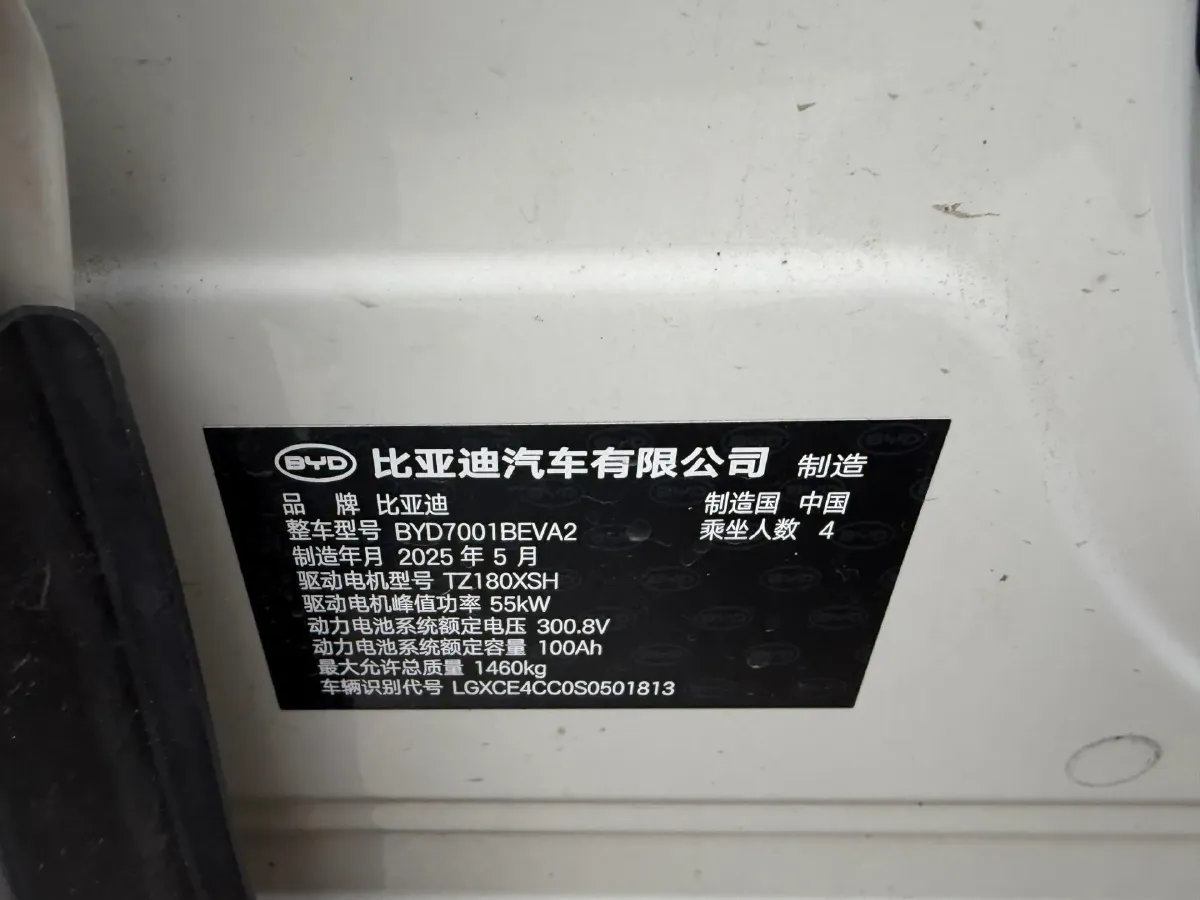 BYD 比亚迪汽车有限公司 制造
品 牌 比亚迪 制造国 中国
整车型号 BYD7001BEVA2 乘坐人数 4
制造年月 2025 年 5 月
驱动电机型号 TZ180XSH
驱动电机峰值功率 55kW
动力电池系统额定电压 300.8V
动力电池系统额定容量 100Ah
最大允许总质量 1460kg
车辆识别代号 LGXCE4CC0S0501813